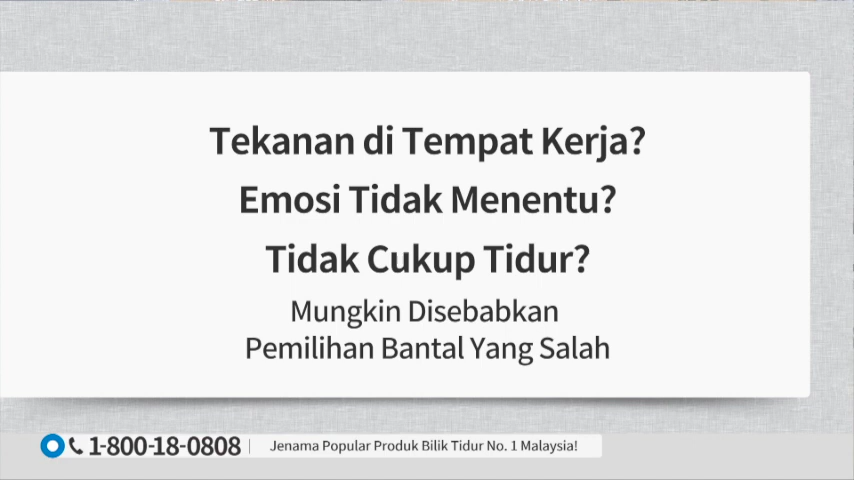 Tekanan di Tempat Kerja?
Emosi Tidak Menentu?
Tidak Cukup Tidur?
Mungkin Disebabkan
Pemilihan Bantal Yang Salah
1-800-18-0808 | Jenama Popular Produk Bilik Tidur No. 1 Malaysia!